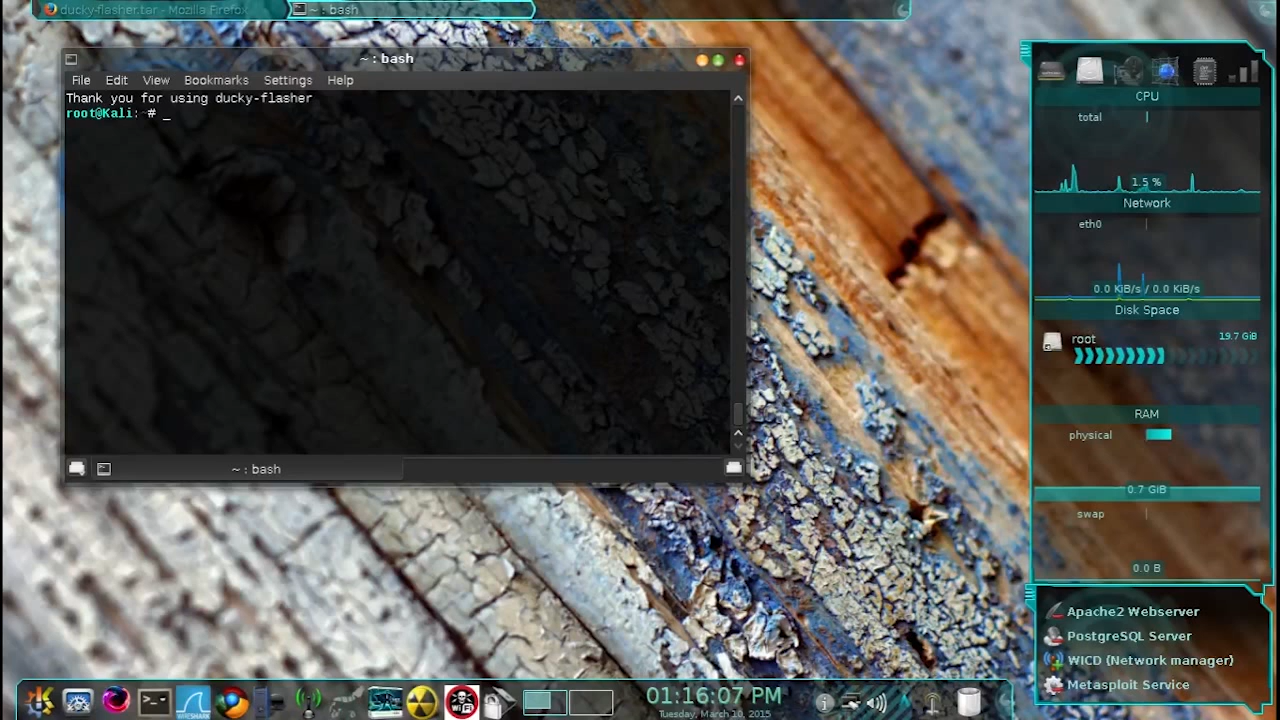 ducky-flasher.tar - Mozilla Firefox
~ : bash
~ : bash
File Edit View Bookmarks Settings Help
Thank you for using ducky-flasher
root@Kali: # _
~ : bash
CPU
total
1.5 %
Network
eth0
0.0 KiB/s / 0.0 KiB/s
Disk Space
root
19.7 GiB
RAM
physical
0.7 GiB
swap
0.0 B
Apache2 Webserver
PostgreSQL Server
WICD (Network manager)
Metasploit Service
WIRESHARK
WiFi
01:16:07 PM
Tuesday, March 10, 2015